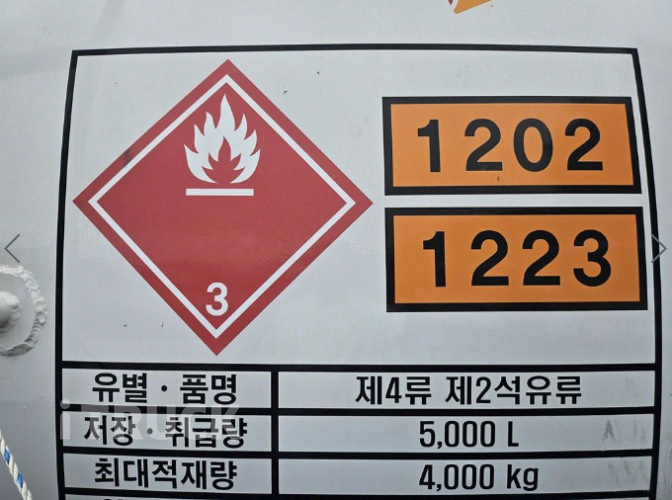 3
1202
1223
유별·품명 제4류 제2석유류
저장·취급량 5,000 L
최대적재량 4,000 kg
iTRUCK